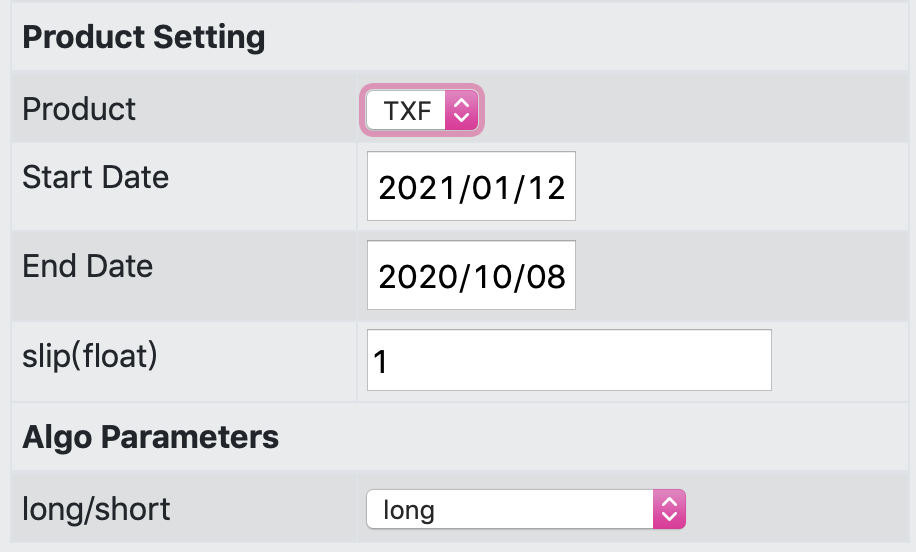 Product Setting
Product TXF
Start Date 2021/01/12
End Date 2020/10/08
slip(float) 1
Algo Parameters
long/short long